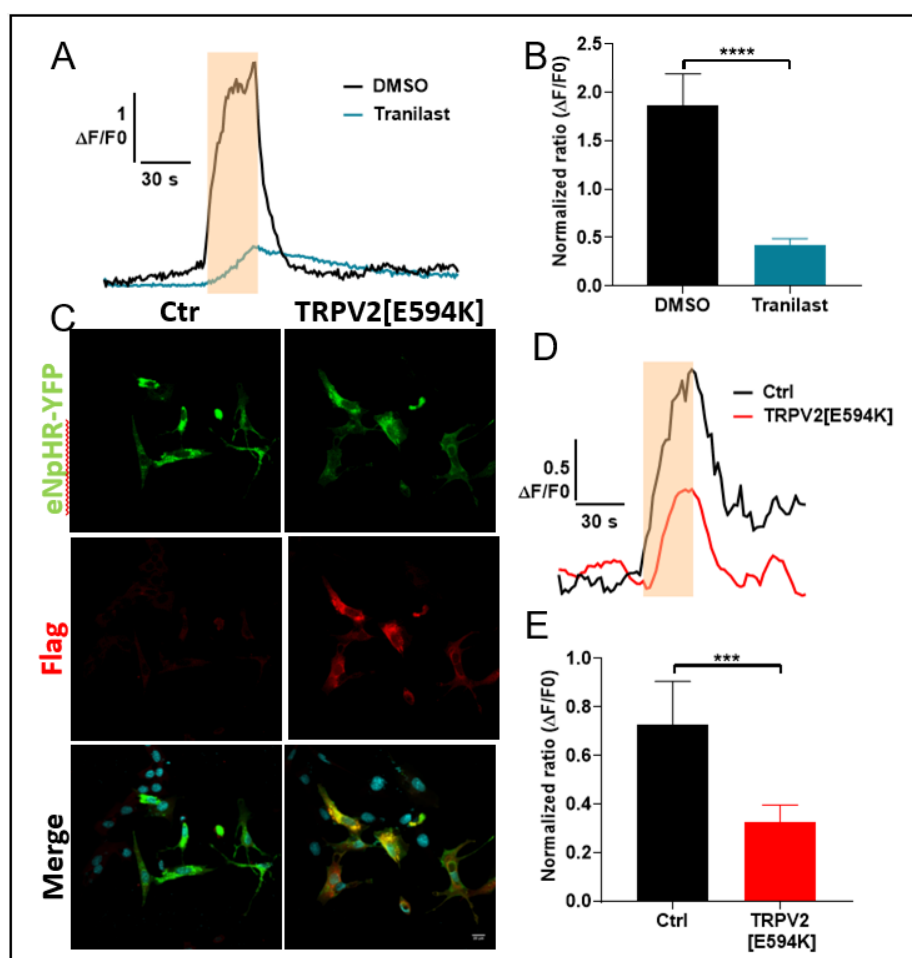 A
DMSO
Tranilast
1
ΔF/F0
30 s
B
****
Normalized ratio (ΔF/F0)
2.5
2.0
1.5
1.0
0.5
0.0
DMSO
Tranilast
C
Ctr
TRPV2[E594K]
eNpHR-YFP
Flag
Merge
D
Ctrl
TRPV2[E594K]
0.5
ΔF/F0
30 s
E
***
Normalized ratio (ΔF/F0)
1.0
0.8
0.6
0.4
0.2
0.0
Ctrl
TRPV2
[E594K]